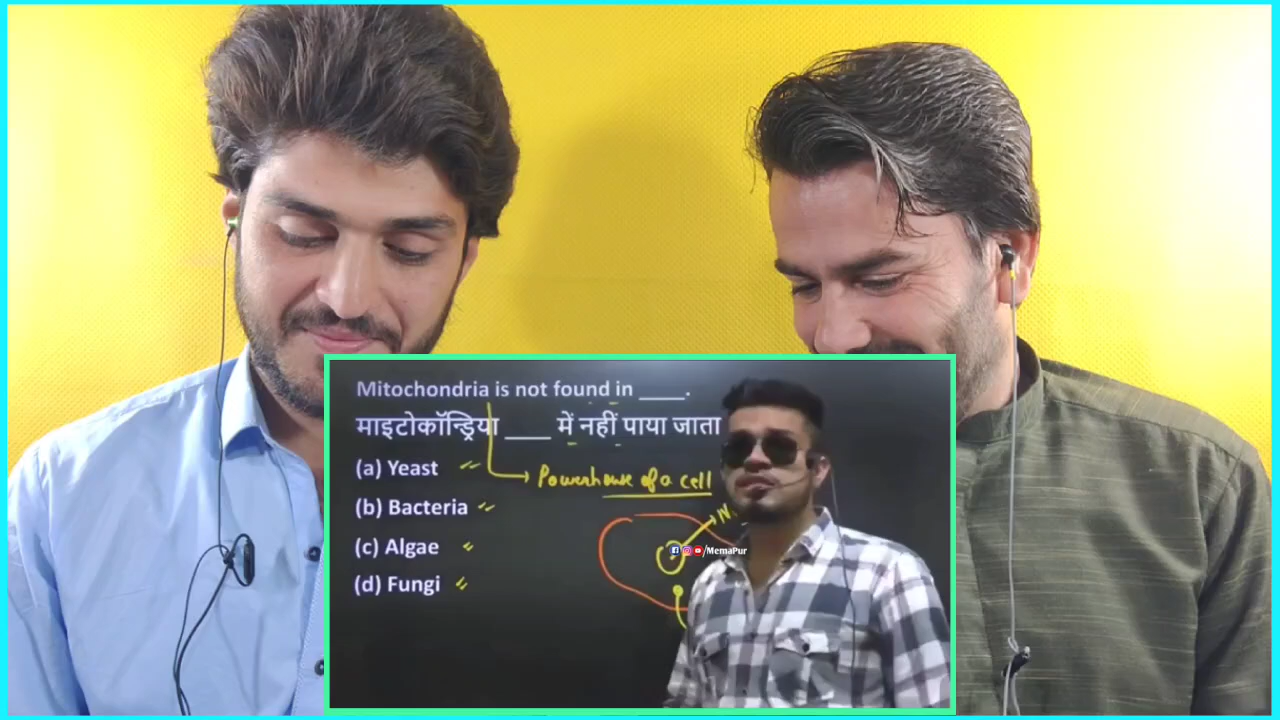 Mitochondria is not found in ____.
माइटोकॉन्ड्रिया ____ में नहीं पाया जाता
(a) Yeast
Powerhouse of a cell
(b) Bacteria
(c) Algae
/MemaPur
(d) Fungi